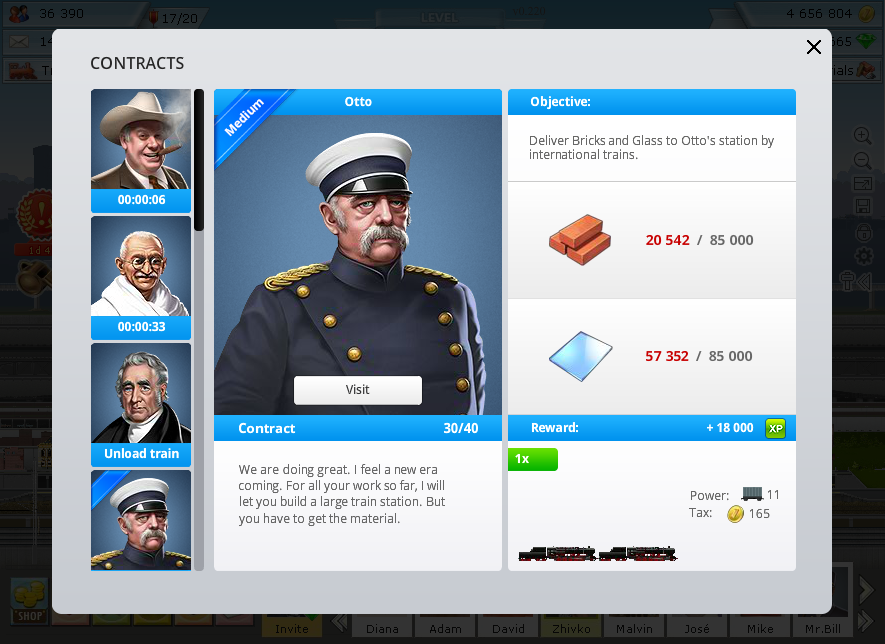 36 390
17/20
LEVEL
4 656 804
14
CONTRACTS
00:00:06
00:00:33
Unload train
Medium
Otto
Visit
Contract 30/40
We are doing great. I feel a new era
coming. For all your work so far, I will
let you build a large train station. But
you have to get the material.
Objective:
Deliver Bricks and Glass to Otto's station by
international trains.
20 542 / 85 000
57 352 / 85 000
Reward: + 18 000 XP
1x
Power: 11
Tax: 165
SHOP
Invite Diana Adam David Zhivko Malvin José Mike Mr.Bill